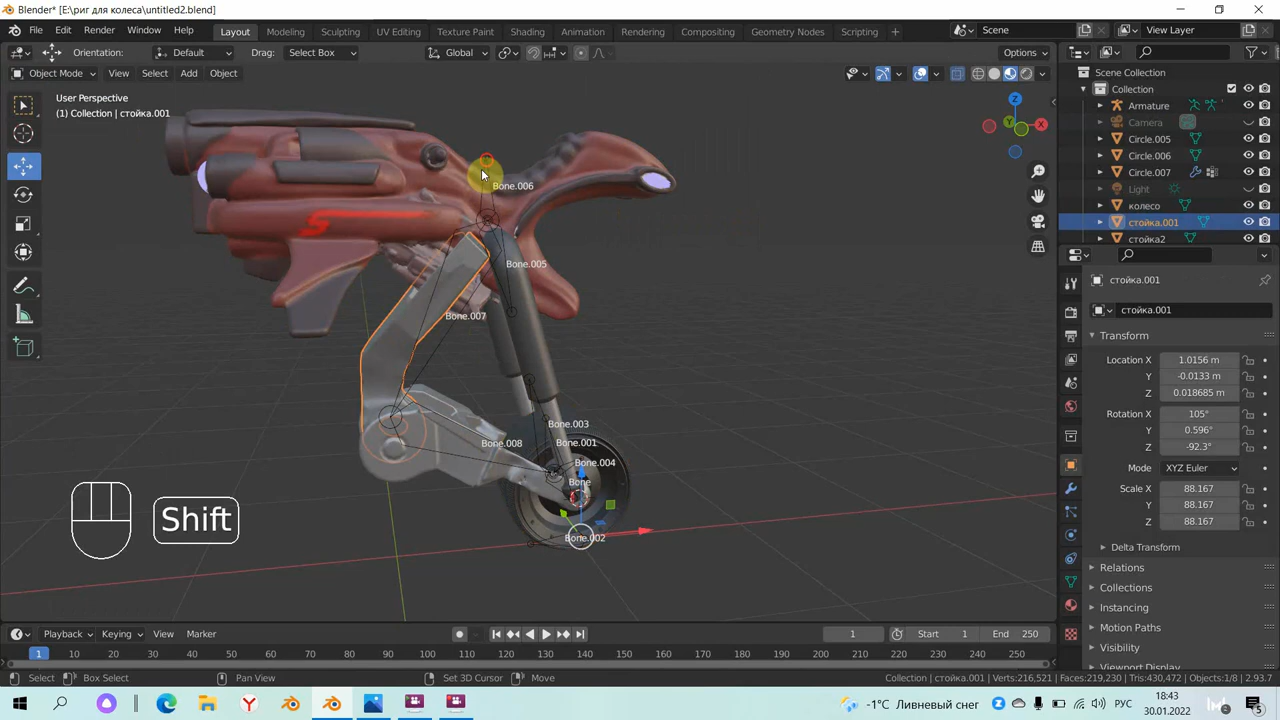 Blender* [E:\риг для колеса\untitled2.blend]
File Edit Render Window Help Layout Modeling Sculpting UV Editing Texture Paint Shading Animation Rendering Compositing Geometry Nodes Scripting + Scene View Layer
Orientation: Default Drag: Select Box Global Options
Object Mode View Select Add Object
User Perspective
(1) Collection | стойка.001
Z
X
Y
Bone.006
Bone.005
Bone.007
Bone.003
Bone.001
Bone.008
Bone.004
Bone
Bone.002
S
Shift
Scene Collection
Collection
Armature
Camera
Circle.005
Circle.006
Circle.007
Light
колесо
стойка.001
стойка2
стойка.001
стойка.001
Transform
Location X 1.0156 m
Y -0.0133 m
Z 0.018685 m
Rotation X 105°
Y 0.596°
Z -92.3°
Mode XYZ Euler
Scale X 88.167
Y 88.167
Z 88.167
Delta Transform
Relations
Collections
Instancing
Motion Paths
Visibility
Viewport Display
Playback Keying View Marker 1 Start 1 End 250
1 10 20 30 40 50 60 70 80 90 100 110 120 130 140 150 160 170 180 190 200 210 220 230 240 250
Select Box Select Pan View Set 3D Cursor Move Collection | стойка.001 | Verts:216,521 | Faces:219,230 | Tris:430,472 | Objects:1/8 | 2.93.7
-1°C Ливневый снег РУС 18:43
30.01.2022
5